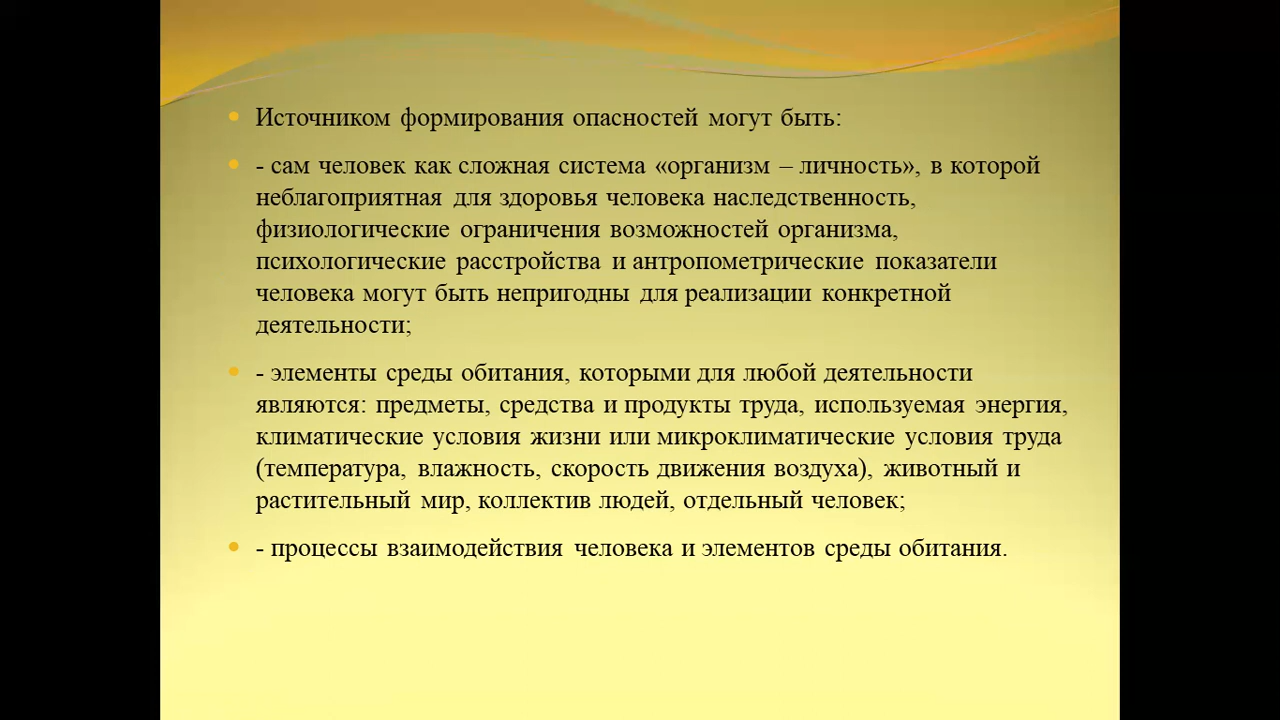 Источником формирования опасностей могут быть:
- сам человек как сложная система «организм – личность», в которой
неблагоприятная для здоровья человека наследственность,
физиологические ограничения возможностей организма,
психологические расстройства и антропометрические показатели
человека могут быть непригодны для реализации конкретной
деятельности;
- элементы среды обитания, которыми для любой деятельности
являются: предметы, средства и продукты труда, используемая энергия,
климатические условия жизни или микроклиматические условия труда
(температура, влажность, скорость движения воздуха), животный и
растительный мир, коллектив людей, отдельный человек;
- процессы взаимодействия человека и элементов среды обитания.